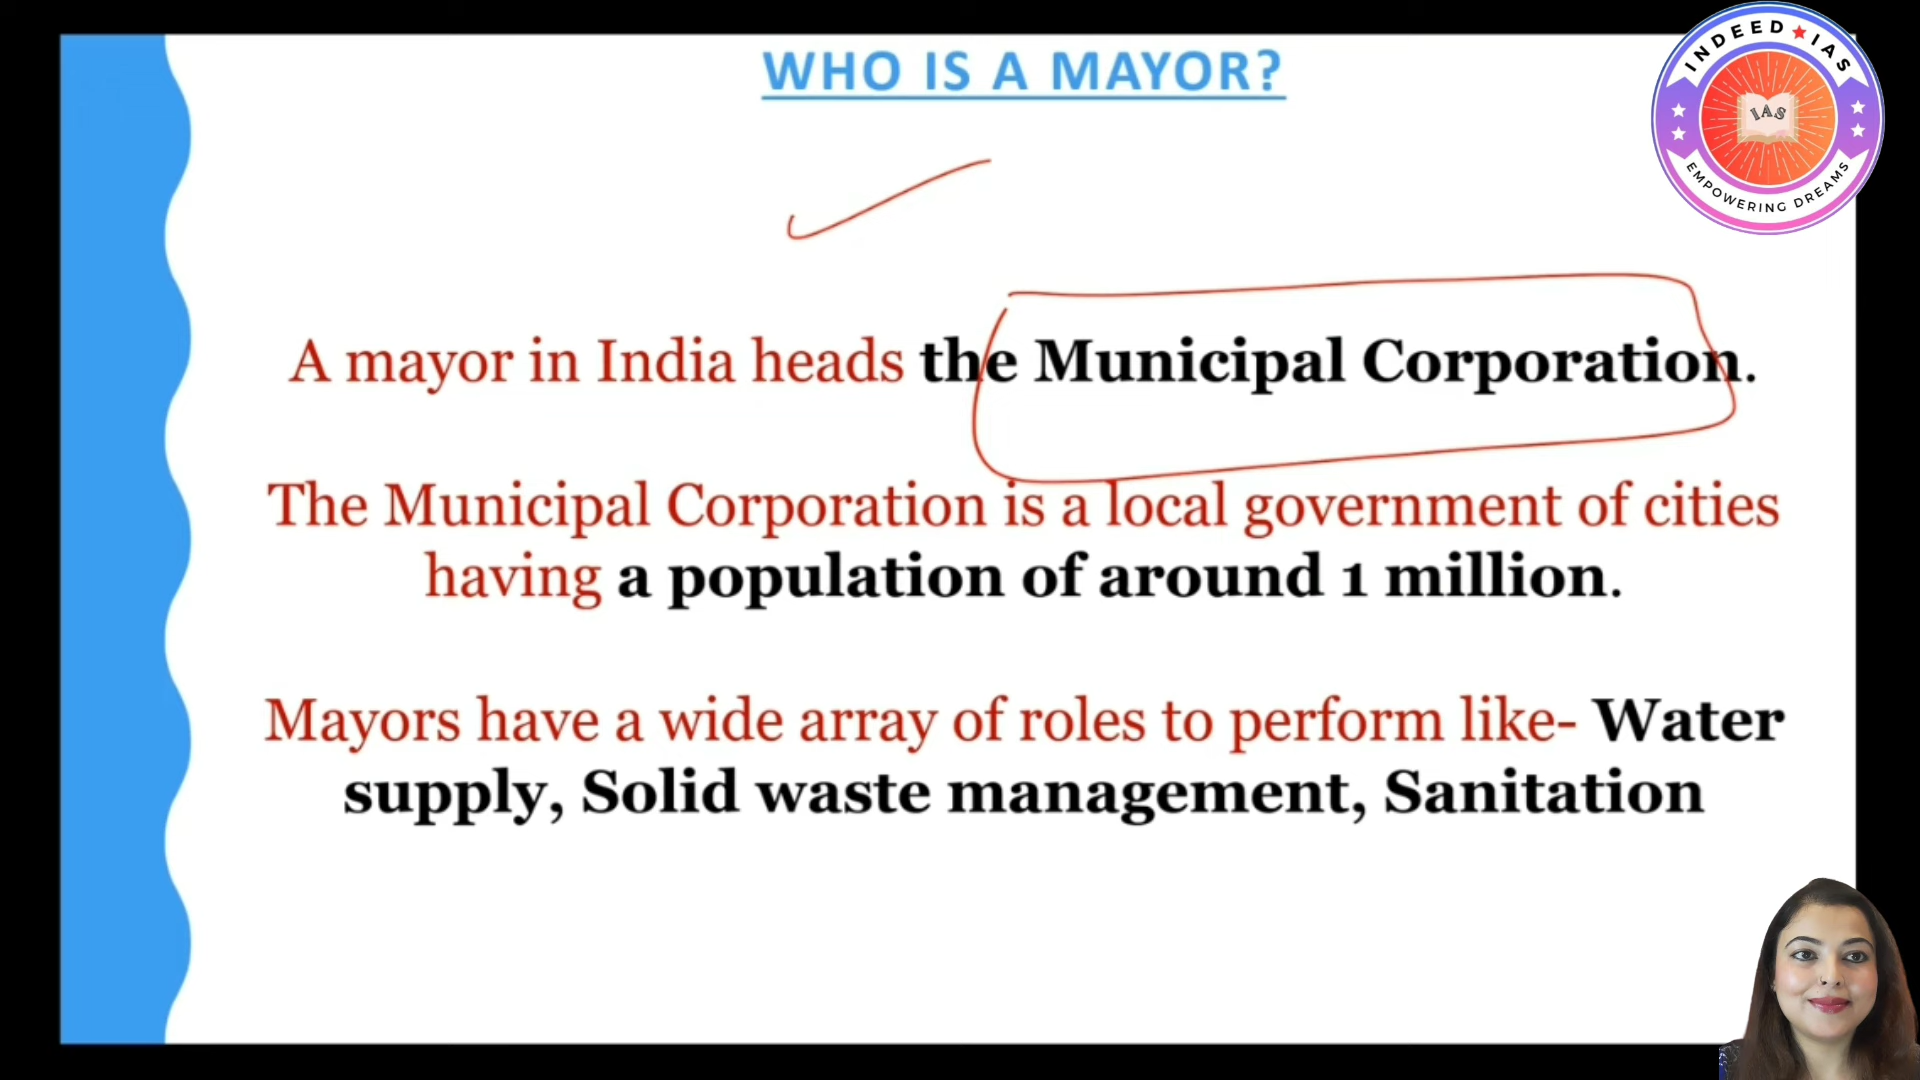 WHO IS A MAYOR?
INDEED★IAS
IAS
EMPOWERING DREAMS
A mayor in India heads the Municipal Corporation.
The Municipal Corporation is a local government of cities
having a population of around 1 million.
Mayors have a wide array of roles to perform like- Water
supply, Solid waste management, Sanitation